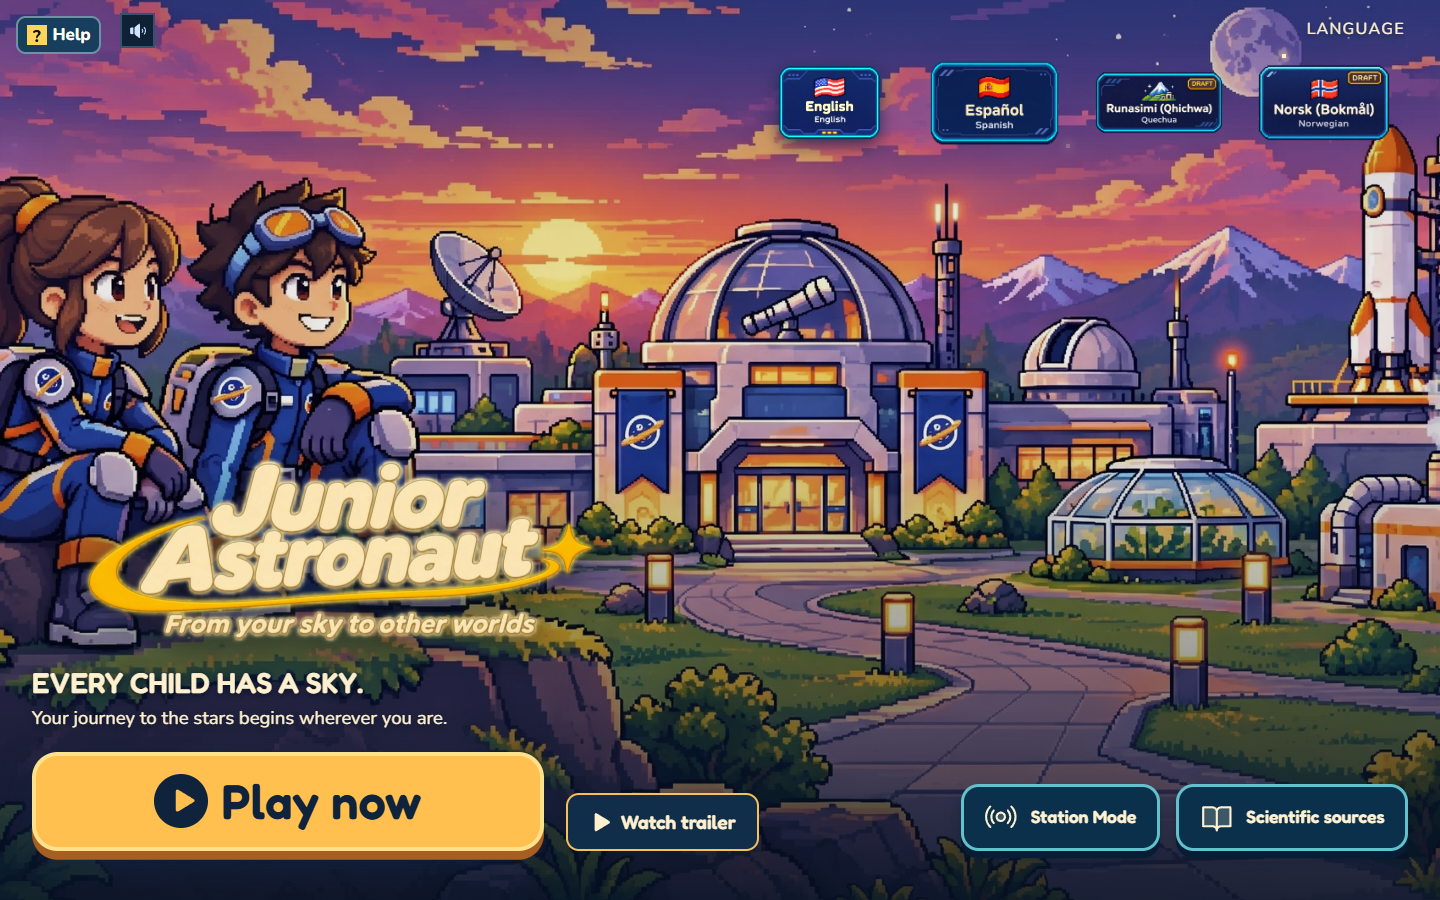 ? Help
LANGUAGE
English
English
Español
Spanish
DRAFT
Runasimi (Qhichwa)
Quechua
DRAFT
Norsk (Bokmål)
Norwegian
Junior
Astronaut
From your sky to other worlds
EVERY CHILD HAS A SKY.
Your journey to the stars begins wherever you are.
Play now
Watch trailer
Station Mode
Scientific sources